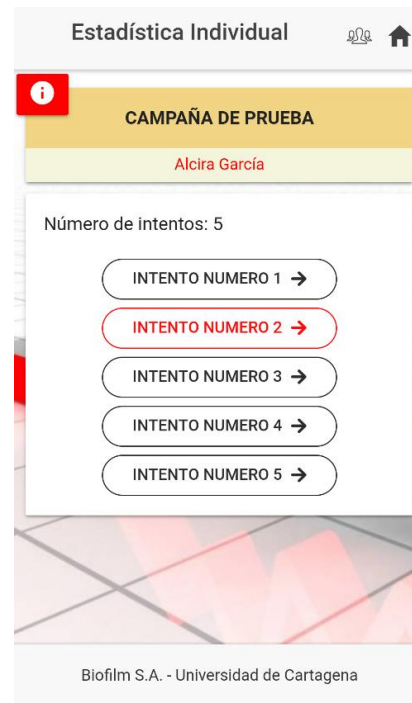 Estadística Individual
CAMPAÑA DE PRUEBA
Alcira García
Número de intentos: 5
INTENTO NUMERO 1
INTENTO NUMERO 2
INTENTO NUMERO 3
INTENTO NUMERO 4
INTENTO NUMERO 5
Biofilm S.A. - Universidad de Cartagena